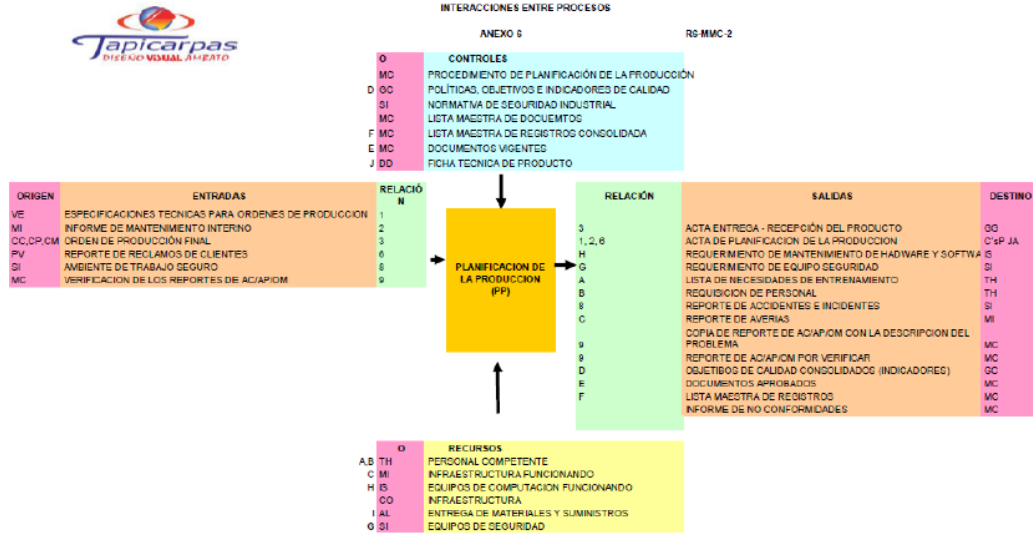 INTERACCIONES ENTRE PROCESOS
Tapicarpas
DISEÑO VISUAL AMBATO
ANEXO 6 RG-MMC-2
O CONTROLES
MC PROCEDIMIENTO DE PLANIFICACIÓN DE LA PRODUCCIÓN
D GC POLÍTICAS, OBJETIVOS E INDICADORES DE CALIDAD
SI NORMATIVA DE SEGURIDAD INDUSTRIAL
MC LISTA MAESTRA DE DOCUEMTOS
F MC LISTA MAESTRA DE REGISTROS CONSOLIDADA
E MC DOCUMENTOS VIGENTES
J DD FICHA TECNICA DE PRODUCTO
ORIGEN ENTRADAS RELACIÓ
N
VE ESPECIFICACIONES TECNICAS PARA ORDENES DE PRODUCCION 1
MI INFORME DE MANTENIMIENTO INTERNO 2
CC,CP,CM ORDEN DE PRODUCCIÓN FINAL 3
PV REPORTE DE RECLAMOS DE CLIENTES 6
SI AMBIENTE DE TRABAJO SEGURO 8
MC VERIFICACION DE LOS REPORTES DE AC/AP/OM 9
PLANIFICACION DE
LA PRODUCCION
(PP)
RELACIÓN SALIDAS DESTINO
3 ACTA ENTREGA - RECEPCIÓN DEL PRODUCTO
1, 2, 6 ACTA DE PLANIFICACION DE LA PRODUCCION C'sP JA
H REQUERIMIENTO DE MANTENIMIENTO DE HADWARE Y SOFTWA IS
G REQUERIMIENTO DE EQUIPO SEGURIDAD SI
A LISTA DE NECESIDADES DE ENTRENAMIENTO TH
B REQUISICION DE PERSONAL TH
8 REPORTE DE ACCIDENTES E INCIDENTES SI
C REPORTE DE AVERIAS MI
COPIA DE REPORTE DE AC/AP/OM CON LA DESCRIPCION DEL
9 PROBLEMA MC
9 REPORTE DE AC/AP/OM POR VERIFICAR MC
D OBJETIBOS DE CALIDAD CONSOLIDADOS (INDICADORES) GC
E DOCUMENTOS APROBADOS MC
F LISTA MAESTRA DE REGISTROS MC
INFORME DE NO CONFORMIDADES MC
O RECURSOS
A,B TH PERSONAL COMPETENTE
C MI INFRAESTRUCTURA FUNCIONANDO
H IS EQUIPOS DE COMPUTACION FUNCIONANDO
CO INFRAESTRUCTURA
I AL ENTREGA DE MATERIALES Y SUMINISTROS
G SI EQUIPOS DE SEGURIDAD